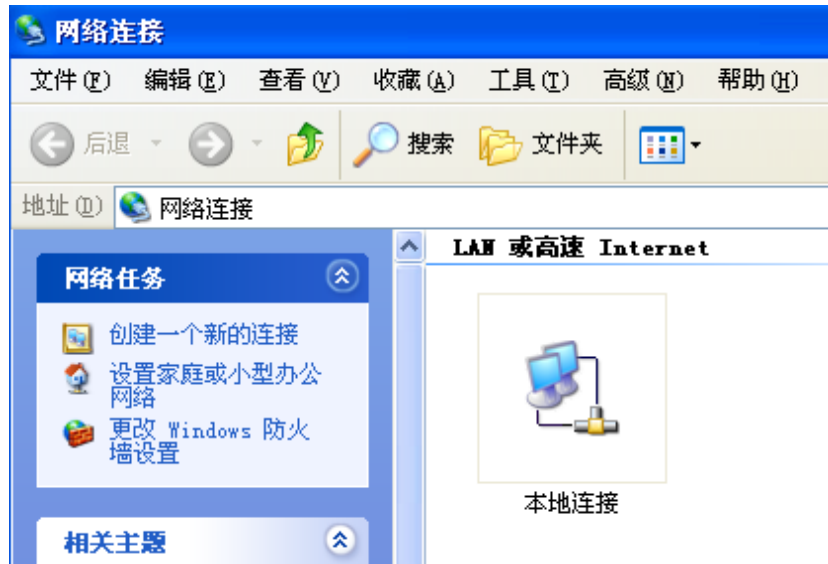 网络连接
文件(F) 编辑(E) 查看(V) 收藏(A) 工具(T) 高级(N) 帮助(H)
后退 搜索 文件夹
地址(D) 网络连接
LAN 或高速 Internet
网络任务
创建一个新的连接
设置家庭或小型办公
网络
更改 Windows 防火
墙设置
本地连接
相关主题